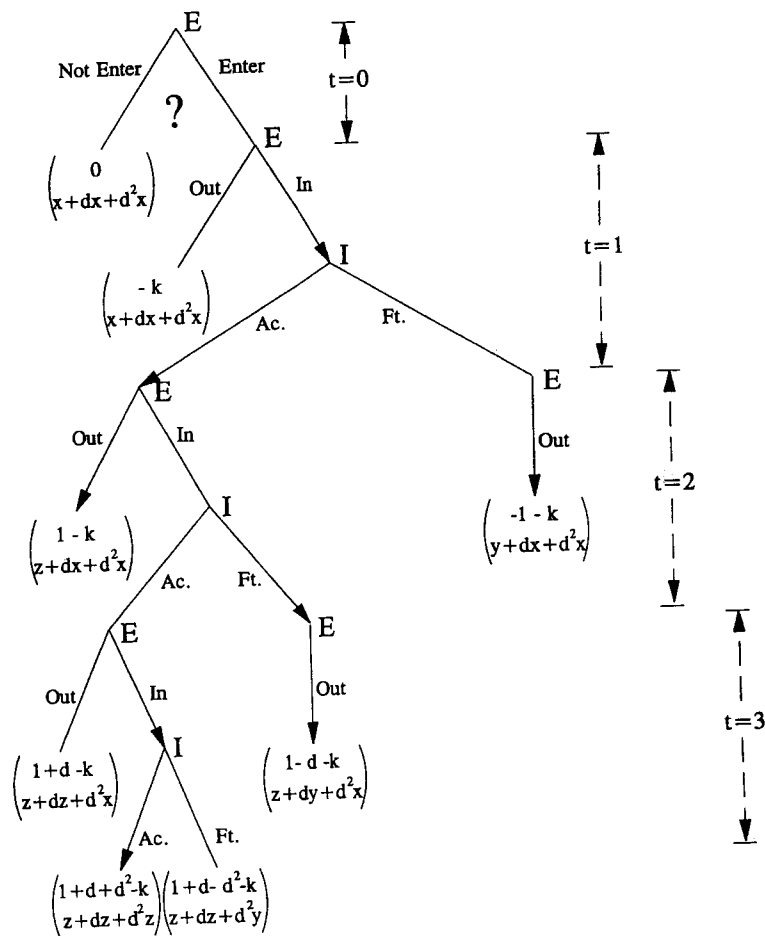 E
Not Enter
Enter
t=0
?
E
0
x+dx+d²x
Out
In
t=1
I
- k
x+dx+d²x
Ac.
Ft.
E
E
Out
In
Out
t=2
I
1 - k
z+dx+d²x
-1 - k
y+dx+d²x
Ac.
Ft.
E
E
Out
In
Out
t=3
I
1+d -k
z+dz+d²x
1- d -k
z+dy+d²x
Ac.
Ft.
1+d+d²-k
z+dz+d²z
1+d- d²-k
z+dz+d²y